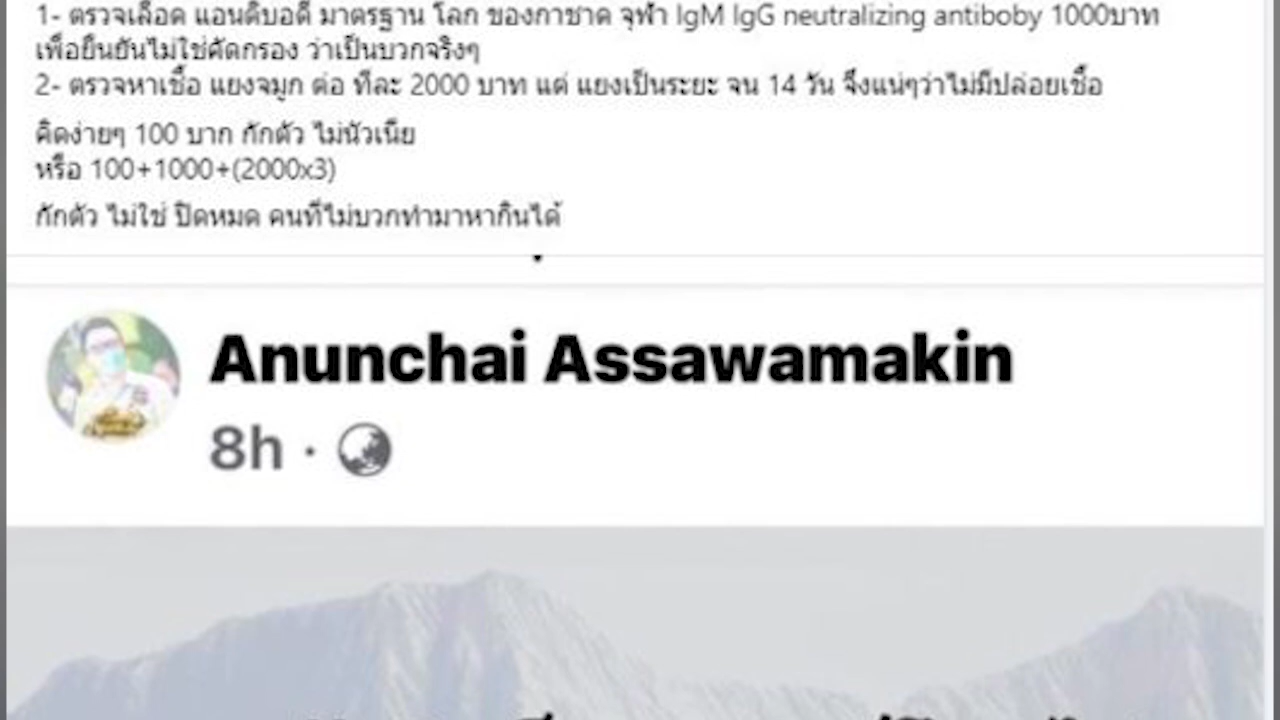 1- ตรวจเลือด แอนติบอดี มาตรฐาน โลก ของกาชาด จุฬา IgM IgG neutralizing antiboby 1000บาท
เพื่อยืนยันไม่ใช่คัดกรอง ว่าเป็นบวกจริงๆ
2- ตรวจหาเชื้อ แยงจมูก ต่อ ทีละ 2000 บาท แต่ แยงเป็นระยะ จน 14 วัน จึงแน่ๆว่าไม่มีปล่อยเชื้อ
คิดง่ายๆ 100 บาท กักตัว ไม่นัวเนีย
หรือ 100+1000+(2000x3)
กักตัว ไม่ใช่ ปิดหมด คนที่ไม่บวกทำมาหากินได้
Anunchai Assawamakin
8h ·